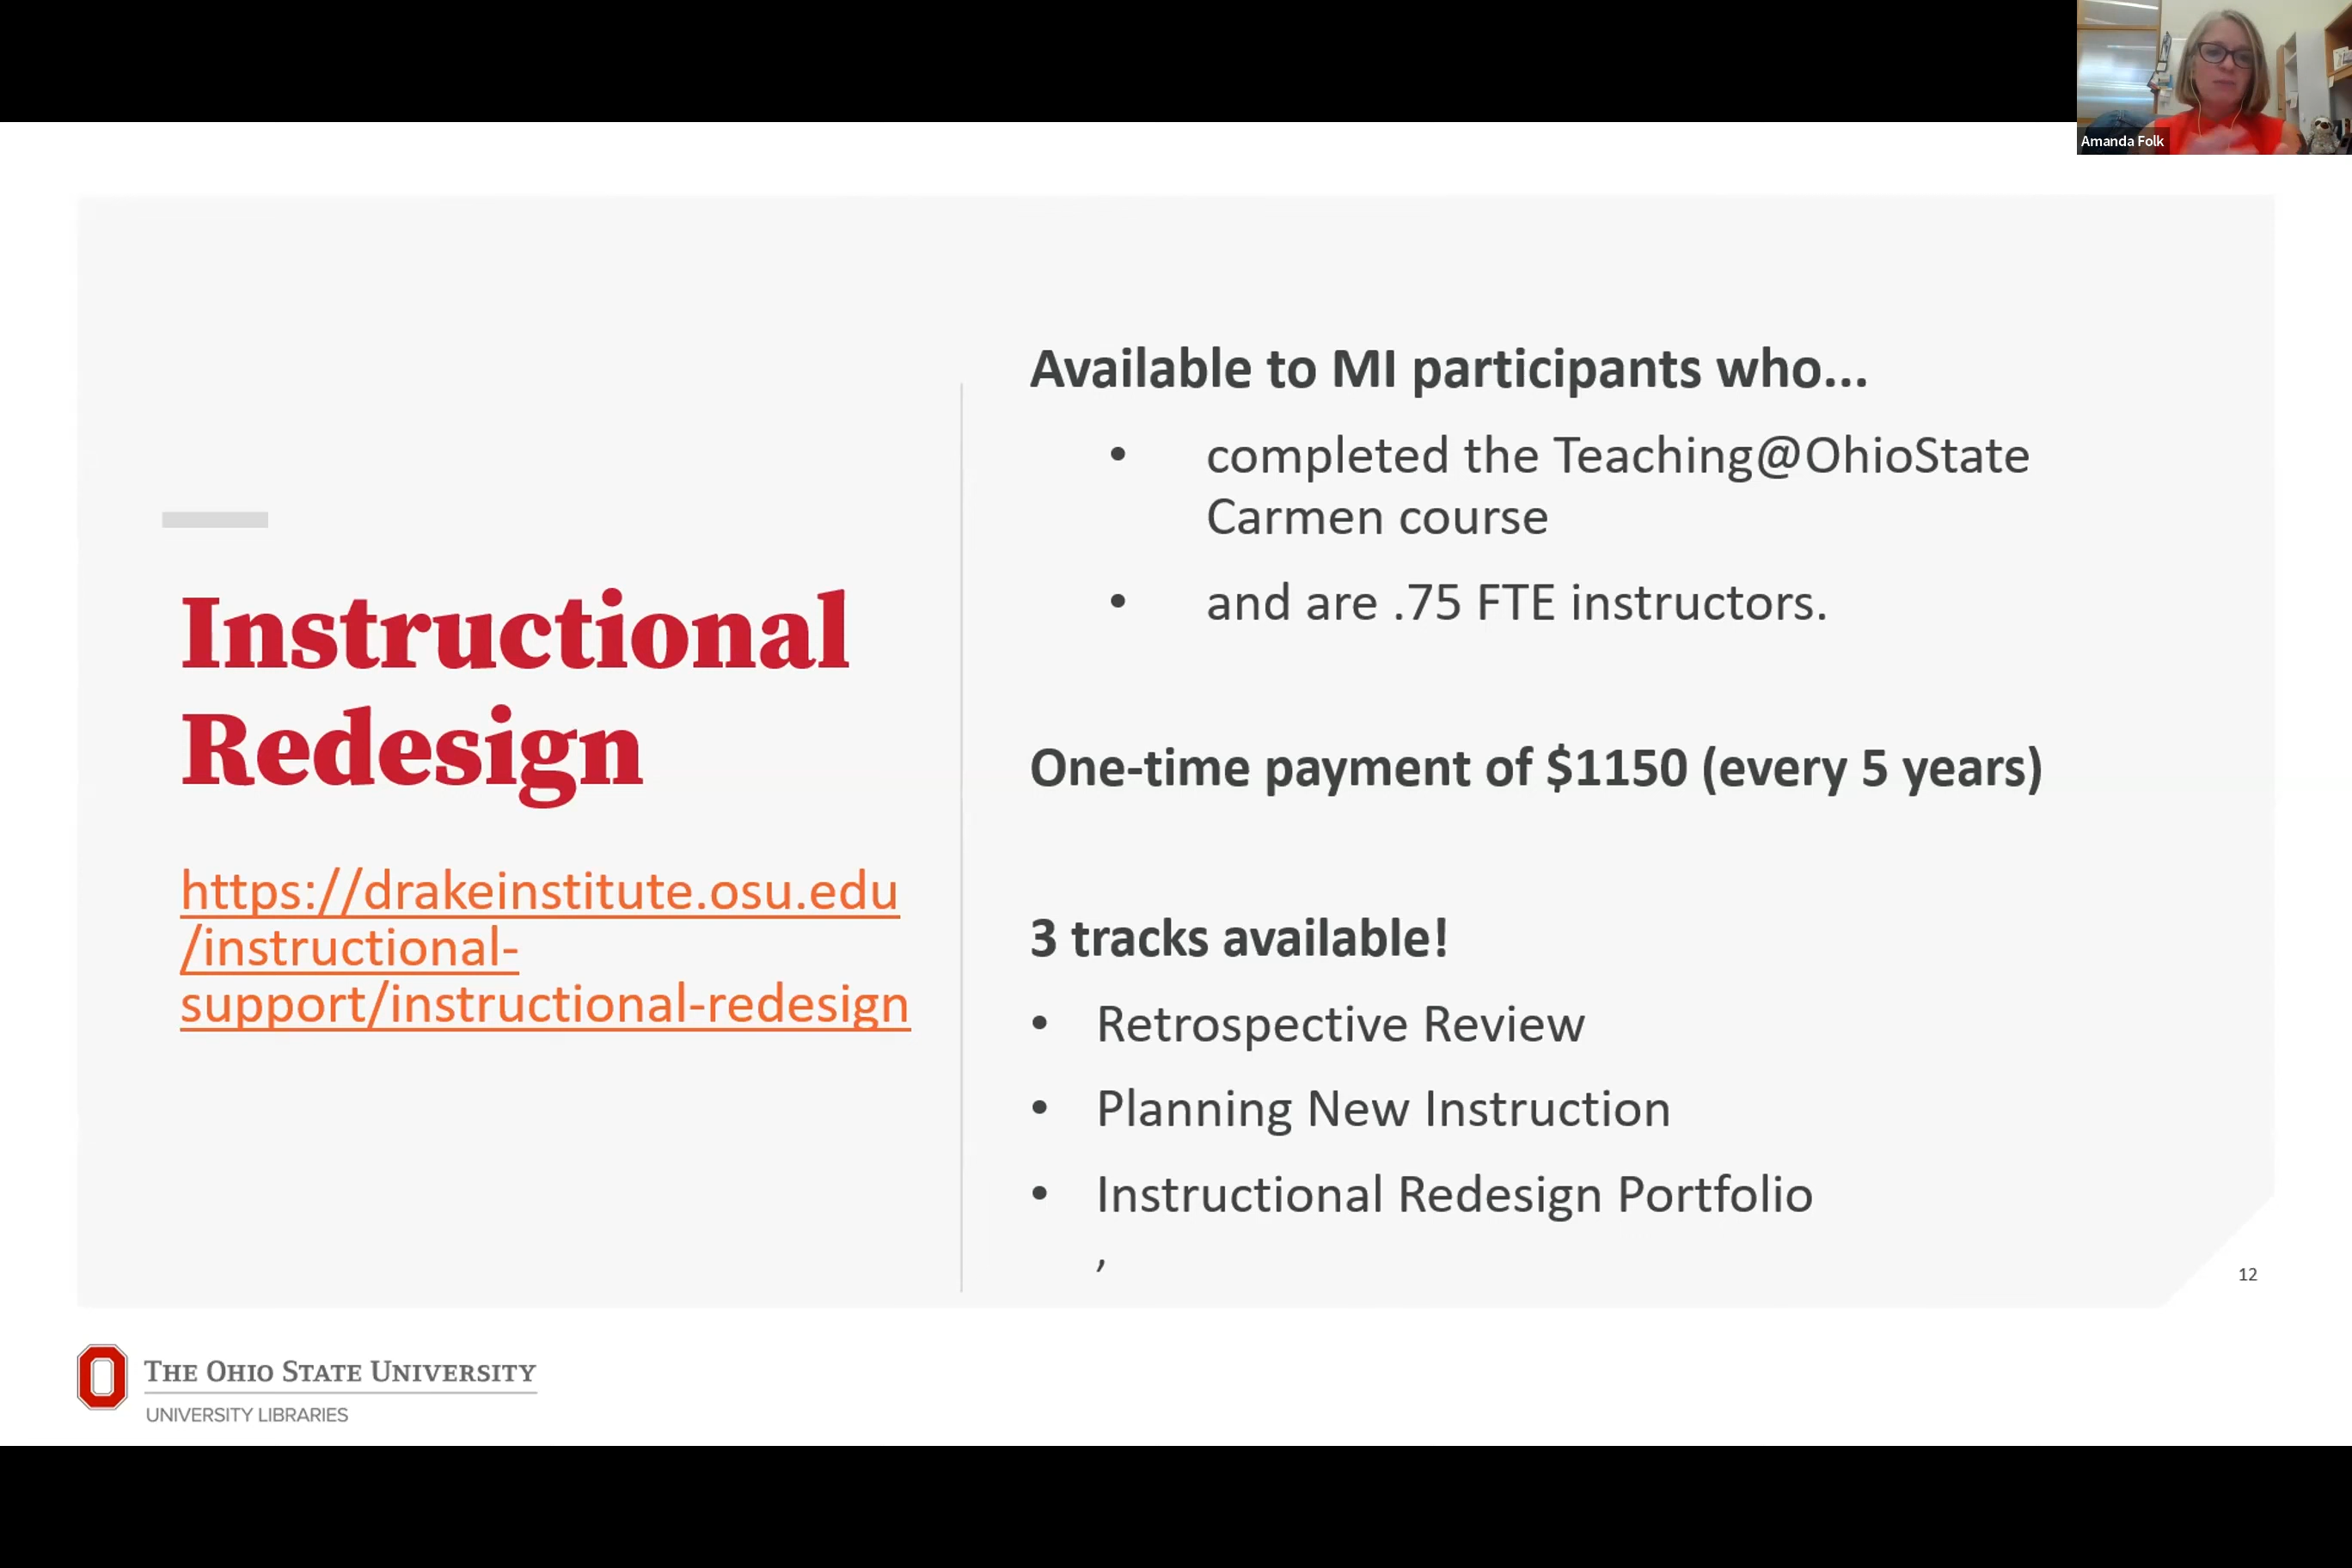 Amanda Folk
Instructional
Redesign
https://drakeinstitute.osu.edu
/instructional-
support/instructional-redesign
Available to MI participants who...
• completed the Teaching@OhioState
Carmen course
• and are .75 FTE instructors.
One-time payment of $1150 (every 5 years)
3 tracks available!
• Retrospective Review
• Planning New Instruction
• Instructional Redesign Portfolio
,
12
THE OHIO STATE UNIVERSITY
UNIVERSITY LIBRARIES